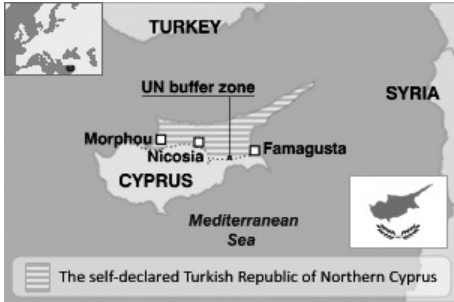 TURKEY
UN buffer zone
SYRIA
Morphou
Famagusta
Nicosia
CYPRUS
Mediterranean
Sea
The self-declared Turkish Republic of Northern Cyprus